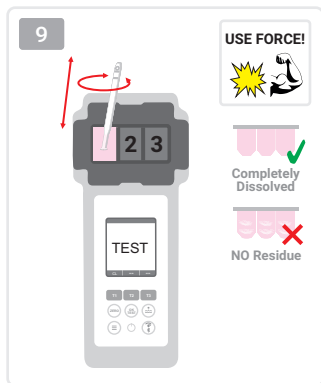 9
USE FORCE!
2 3
TEST
Completely
Dissolved
NO Residue